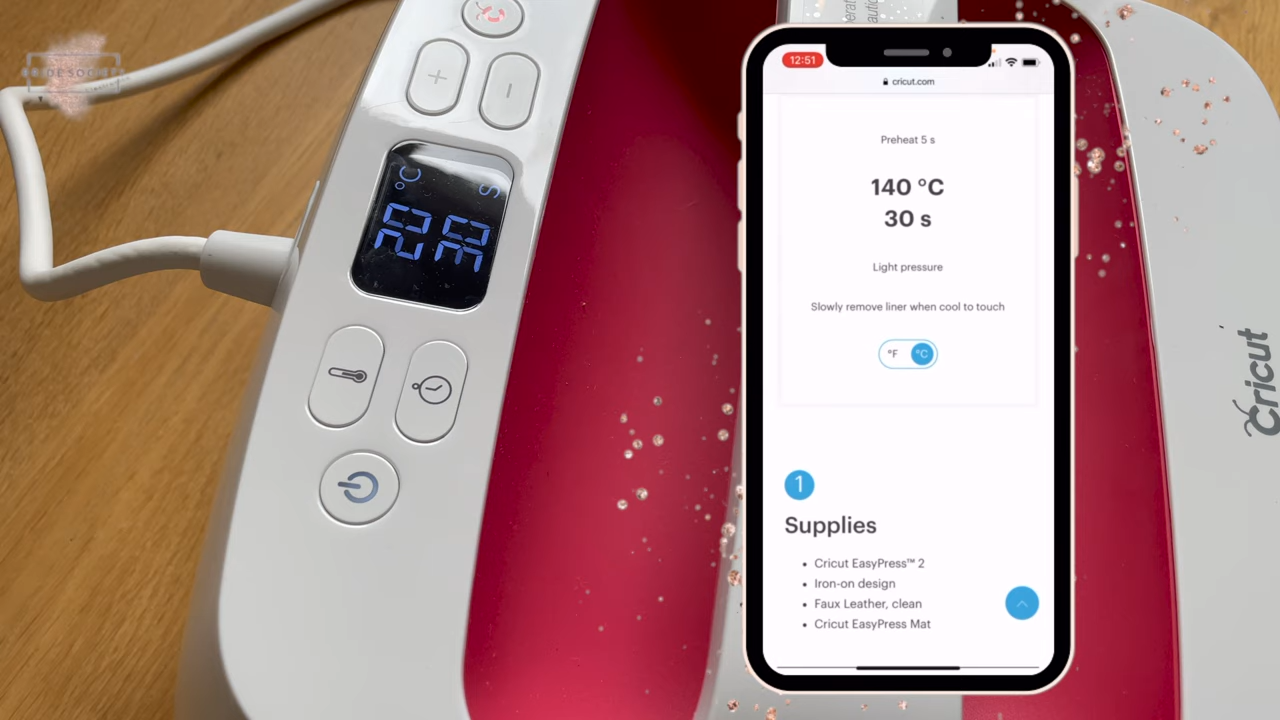 °C S
12:51
cricut.com
Preheat 5 s
140 °C
30 s
Light pressure
Slowly remove liner when cool to touch
°F °C
1
Supplies
• Cricut EasyPress™ 2
• Iron-on design
• Faux Leather, clean
• Cricut EasyPress Mat
Cricut